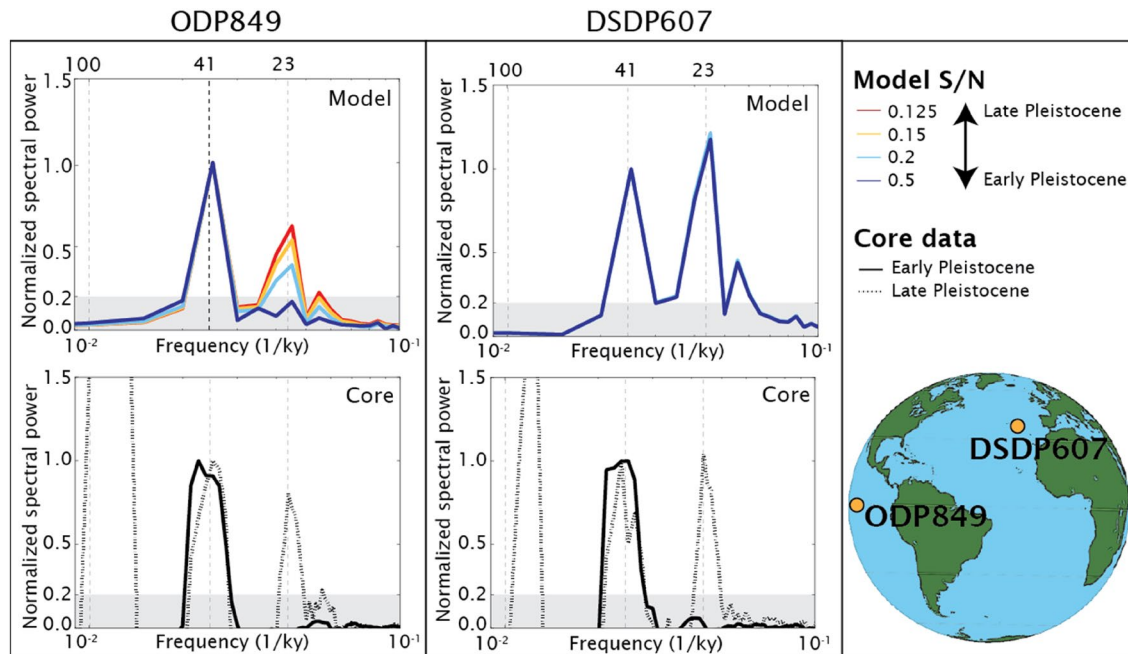 ODP849
DSDP607
100 41 23
1.5
Model
1.0
0.5
0.2
0.0
Normalized spectral power
10-2 Frequency (1/ky) 10-1
100 41 23
1.5
Model
1.0
0.5
0.2
0.0
Normalized spectral power
10-2 Frequency (1/ky) 10-1
Model S/N
0.125 Late Pleistocene
0.15
0.2
0.5 Early Pleistocene
Core data
Early Pleistocene
Late Pleistocene
1.5
Core
1.0
0.5
0.2
0.0
Normalized spectral power
10-2 Frequency (1/ky) 10-1
1.5
Core
1.0
0.5
0.2
0.0
Normalized spectral power
10-2 Frequency (1/ky) 10-1
DSDP607
ODP849